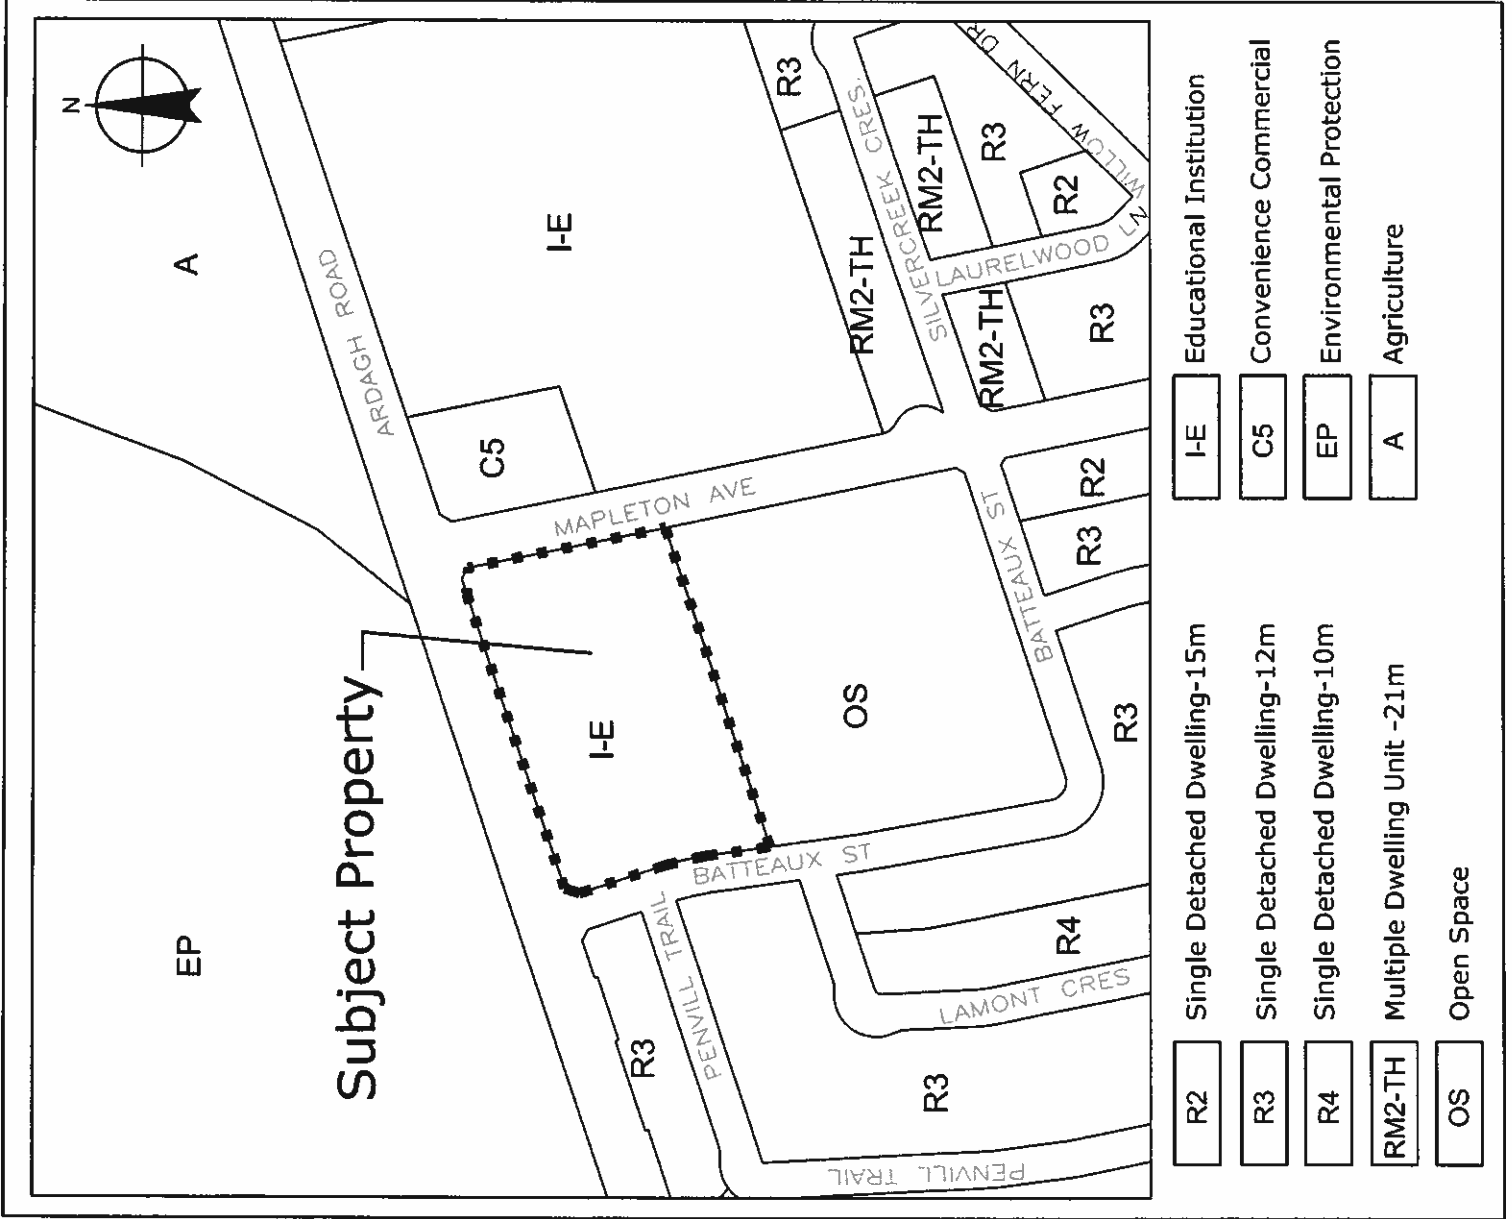 N
A
EP
ARDAGH ROAD
I-E
R3
Subject Property
C5
SILVERCREEK CRES.
WILLOW FERN DR
RM2-TH
RM2-TH
R3
R2
LAURELWOOD LN
RM2-TH
R3
WILLOW
MAPLETON AVE
I-E
OS
BATTEAUX ST
R2
R3
R3
BATTEAUX ST
PENVILL TRAIL
R3
R4
LAMONT CRES
R3
PENVILL TRAIL
R2 Single Detached Dwelling-15m
R3 Single Detached Dwelling-12m
R4 Single Detached Dwelling-10m
RM2-TH Multiple Dwelling Unit -21m
OS Open Space
I-E Educational Institution
C5 Convenience Commercial
EP Environmental Protection
A Agriculture